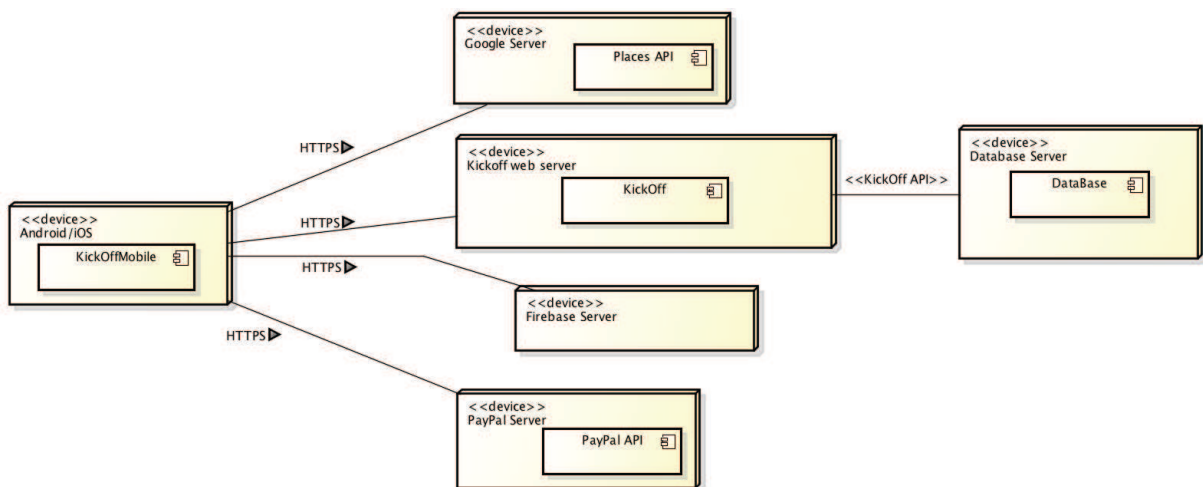 <<device>>
Google Server
Places API
HTTPS
<<device>>
Kickoff web server
KickOff
<<KickOff API>>
<<device>>
Database Server
DataBase
<<device>>
Android/iOS
KickOffMobile
HTTPS
HTTPS
<<device>>
Firebase Server
HTTPS
<<device>>
PayPal Server
PayPal API